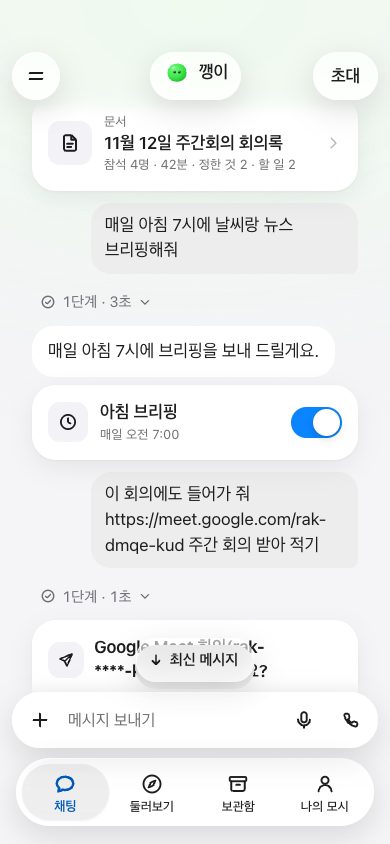 깽이
초대
문서
11월 12일 주간회의 회의록
참석 4명 · 42분 · 정한 것 2 · 할 일 2
매일 아침 7시에 날씨랑 뉴스
브리핑해줘
1단계 · 3초
매일 아침 7시에 브리핑을 보내 드릴게요.
아침 브리핑
매일 오전 7:00
이 회의에도 들어가 줘
https://meet.google.com/rak-
dmqe-kud 주간 회의 받아 적기
1단계 · 1초
Google Meet 회의(rak-
****-k
최신 메시지
메시지 보내기
채팅
둘러보기
보관함
나의 모시